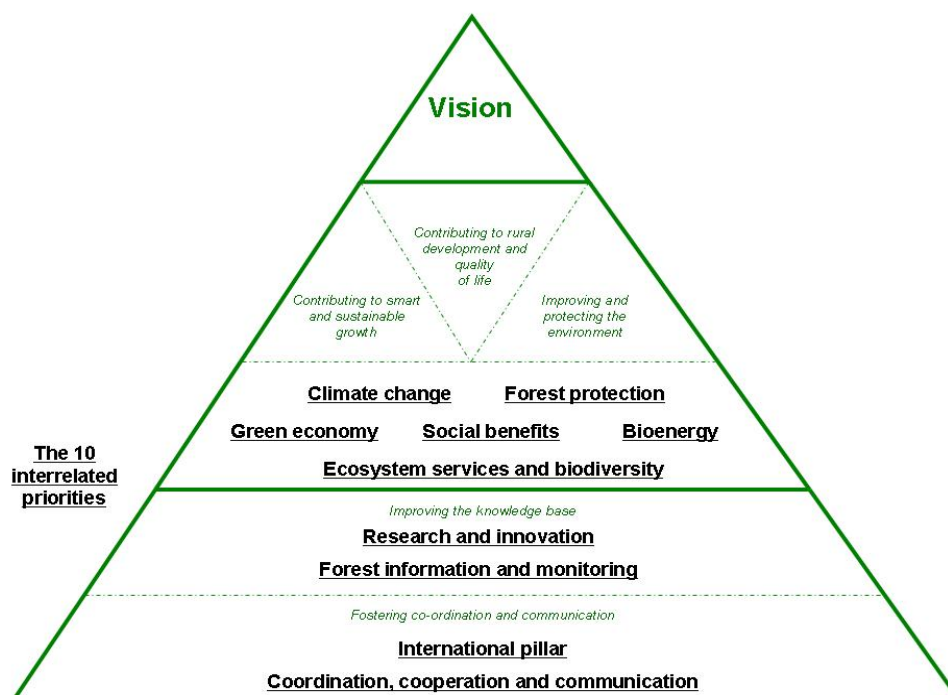 Vision
Contributing to rural
development and
quality
of life
Contributing to smart
and sustainable
growth
Improving and
protecting the
environment
Climate change
Forest protection
Green economy
Social benefits
Bioenergy
Ecosystem services and biodiversity
The 10
interrelated
priorities
Improving the knowledge base
Research and innovation
Forest information and monitoring
Fostering co-ordination and communication
International pillar
Coordination, cooperation and communication